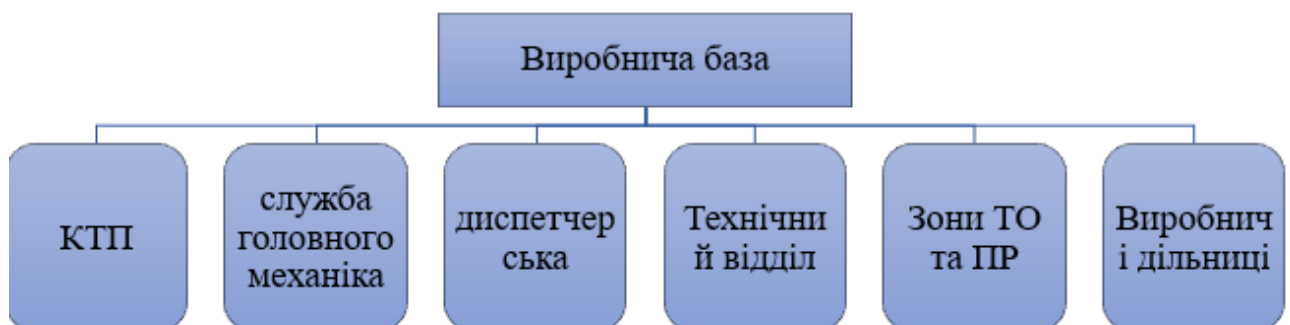 Виробнича база
КТП
служба
головного
механіка
диспетчер
ська
Технічни
й відділ
Зони ТО
та ПР
Виробнич
і дільниці